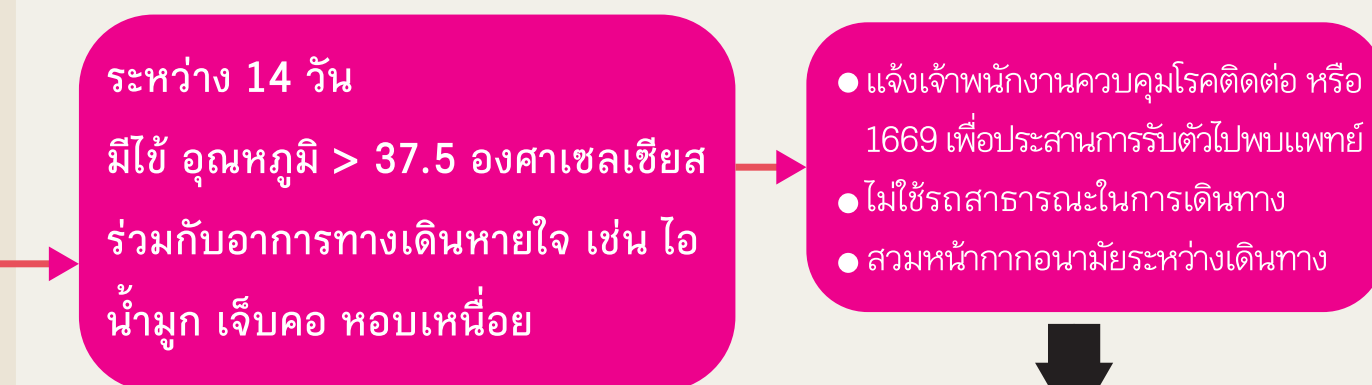 ระหว่าง 14 วัน
มีไข้ อุณหภูมิ > 37.5 องศาเซลเซียส
ร่วมกับอาการทางเดินหายใจ เช่น ไอ
น้ำมูก เจ็บคอ หอบเหนื่อย
● แจ้งเจ้าพนักงานควบคุมโรคติดต่อ หรือ
1669 เพื่อประสานการรับตัวไปพบแพทย์
● ไม่ใช้รถสาธารณะในการเดินทาง
● สวมหน้ากากอนามัยระหว่างเดินทาง